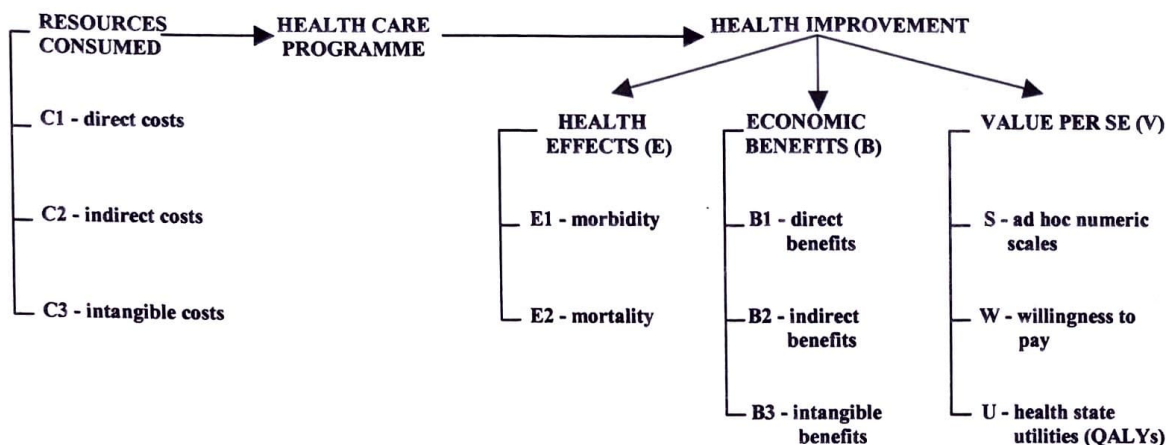 RESOURCES
CONSUMED
HEALTH CARE
PROGRAMME
HEALTH IMPROVEMENT
C1 - direct costs
C2 - indirect costs
C3 - intangible costs
HEALTH
EFFECTS (E)
E1 - morbidity
E2 - mortality
ECONOMIC
BENEFITS (B)
B1 - direct
benefits
B2 - indirect
benefits
B3 - intangible
benefits
VALUE PER SE (V)
S - ad hoc numeric
scales
W - willingness to
pay
U - health state
utilities (QALYs)